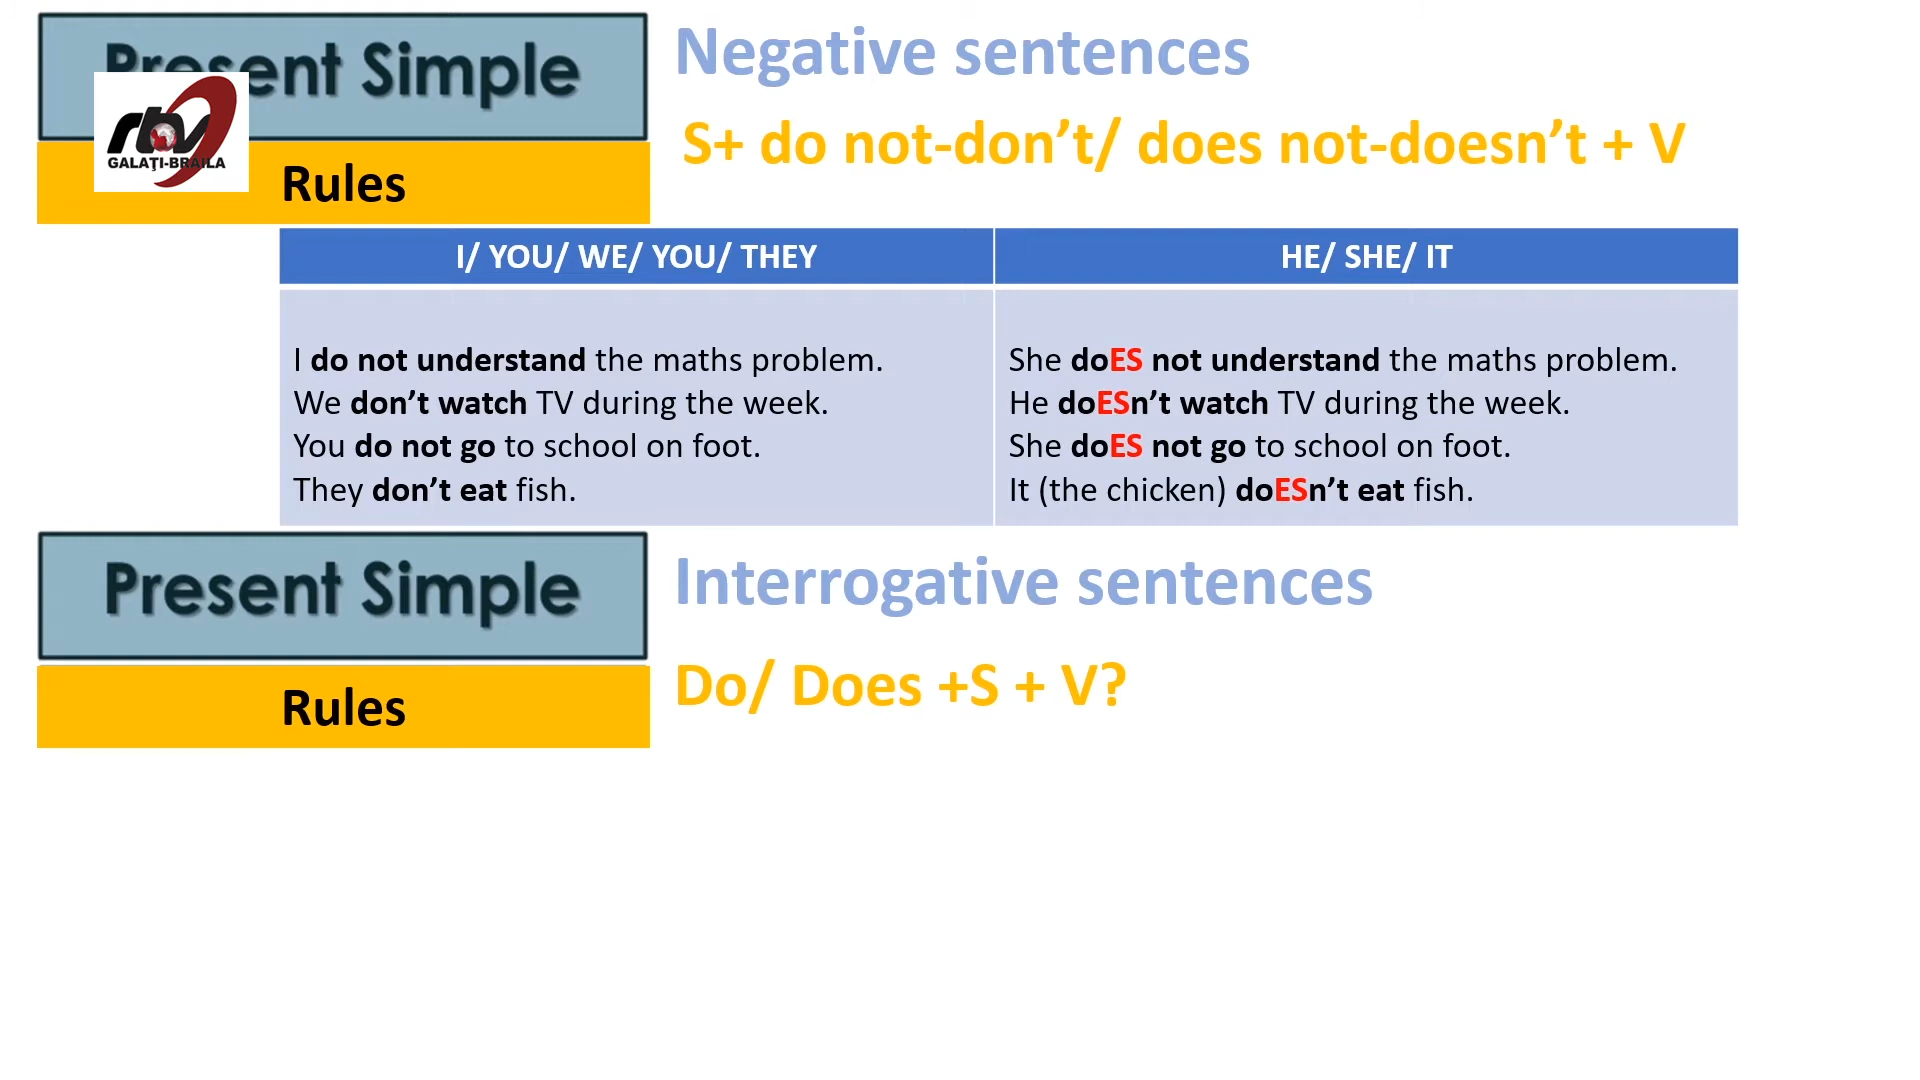 Present Simple
Negative sentences
rtv
GALAŢI-BRAILA
Rules
S+ do not-don’t/ does not-doesn’t + V
I/ YOU/ WE/ YOU/ THEY
HE/ SHE/ IT
I do not understand the maths problem.
We don’t watch TV during the week.
You do not go to school on foot.
They don’t eat fish.
She doES not understand the maths problem.
He doESn’t watch TV during the week.
She doES not go to school on foot.
It (the chicken) doESn’t eat fish.
Present Simple
Interrogative sentences
Rules
Do/ Does +S + V?